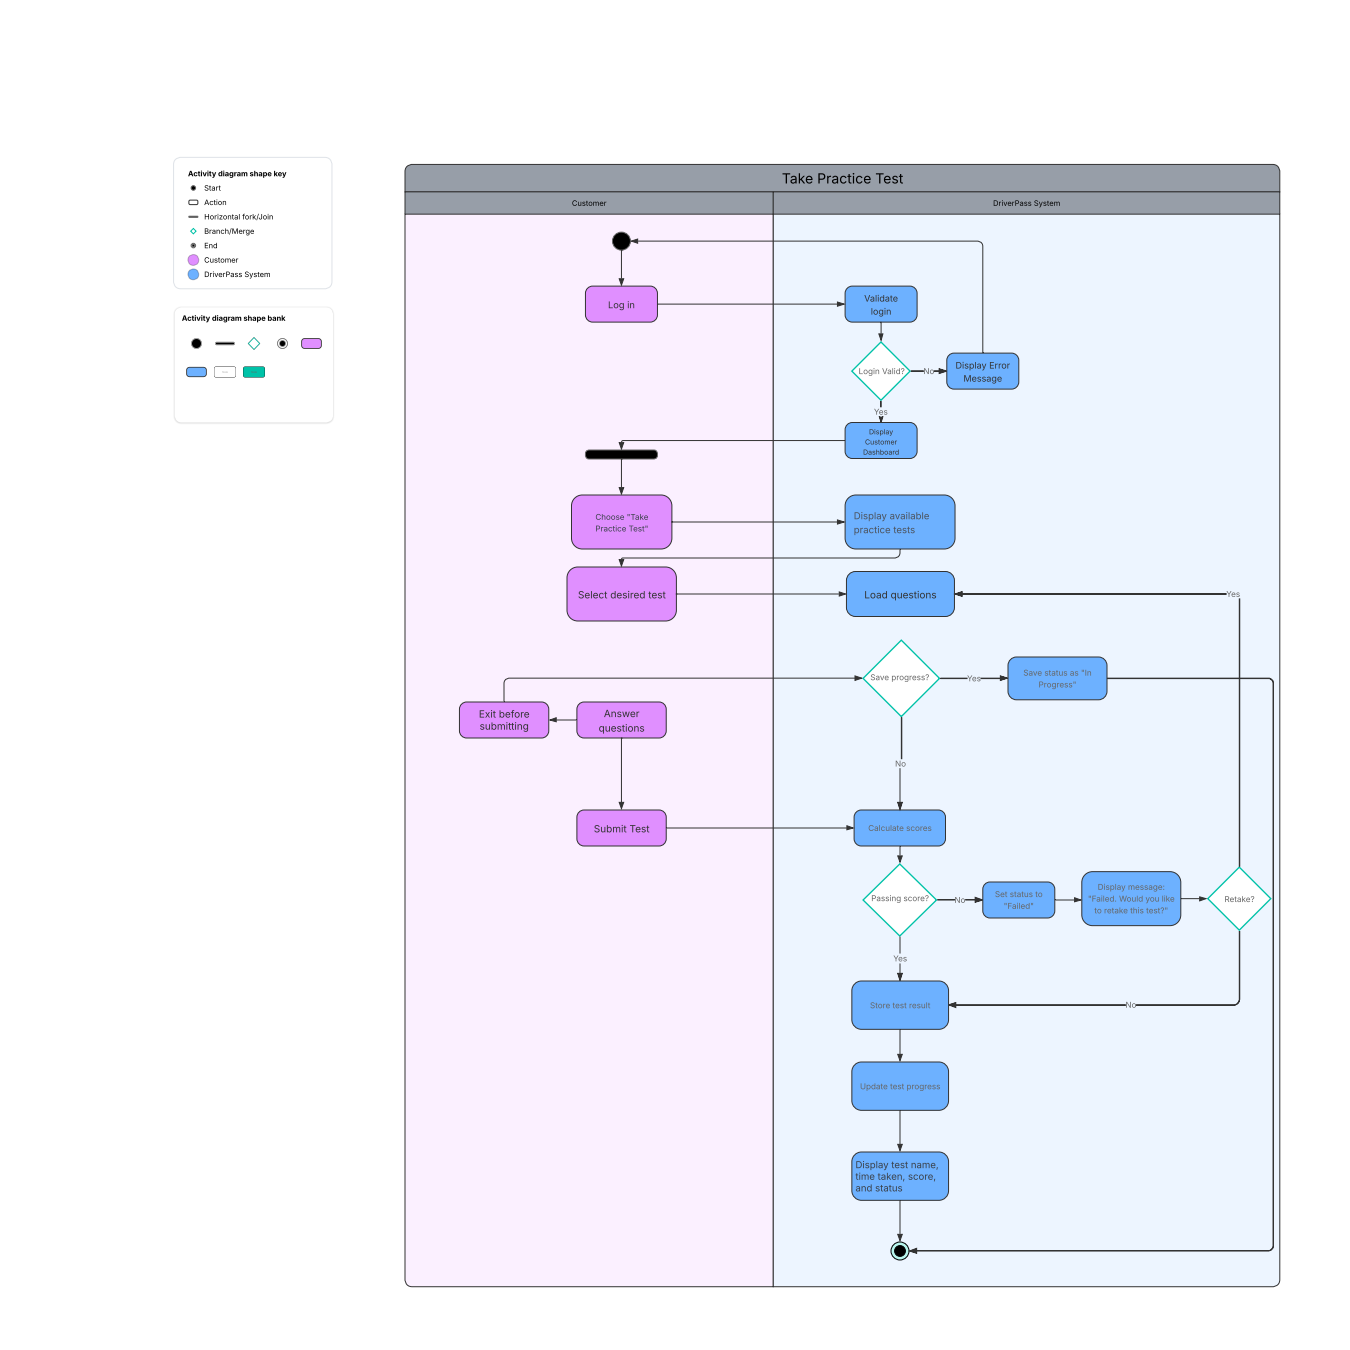 Activity diagram shape key
Start
Action
Horizontal fork/Join
Branch/Merge
End
Customer
DriverPass System
Activity diagram shape bank
Take Practice Test
Customer
DriverPass System
Log in
Validate
login
Login Valid?
No
Display Error
Message
Yes
Display
Customer
Dashboard
Choose "Take
Practice Test"
Display available
practice tests
Select desired test
Load questions
Yes
Save progress?
Yes
Save status as "In
Progress"
Exit before
submitting
Answer
questions
No
Submit Test
Calculate scores
Passing score?
No
Set status to
"Failed"
Display message:
"Failed. Would you like
to retake this test?"
Retake?
Yes
Store test result
No
Update test progress
Display test name,
time taken, score,
and status